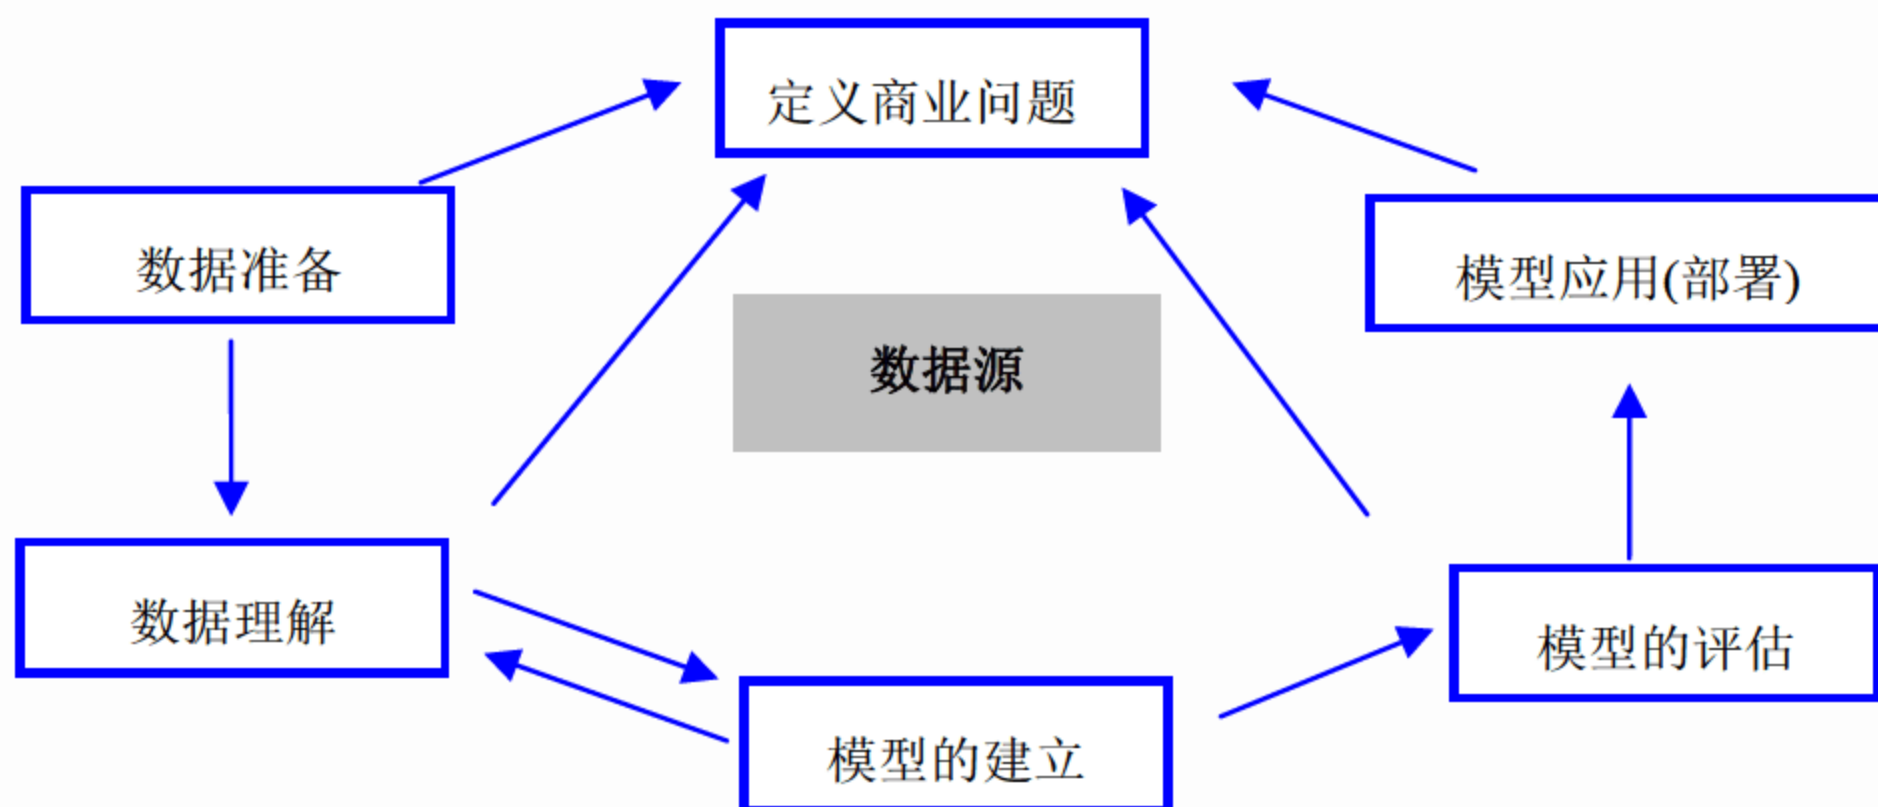 定义商业问题
数据准备
模型应用(部署)
数据源
数据理解
模型的评估
模型的建立